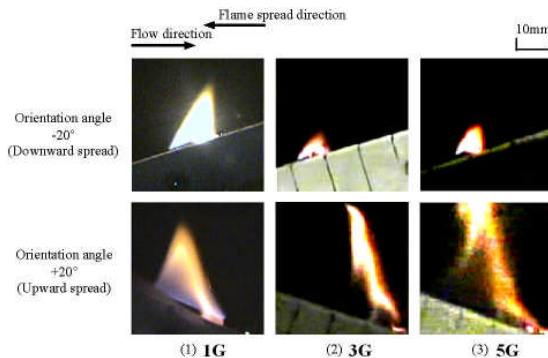 Flame spread direction
Flow direction
10mm
Orientation angle
-20°
(Downward spread)
Orientation angle
+20°
(Upward spread)
(1) 1G
(2) 3G
(3) 5G